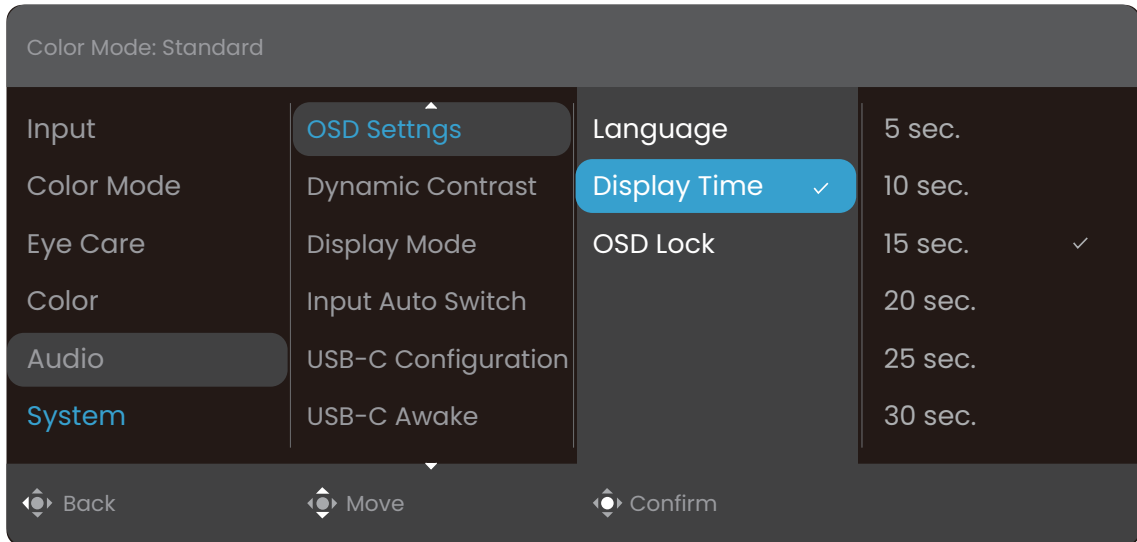 Color Mode: Standard
Input
Color Mode
Eye Care
Color
Audio
System
OSD Settngs
Dynamic Contrast
Display Mode
Input Auto Switch
USB-C Configuration
USB-C Awake
Language
Display Time
OSD Lock
5 sec.
10 sec.
15 sec.
20 sec.
25 sec.
30 sec.
Back
Move
Confirm